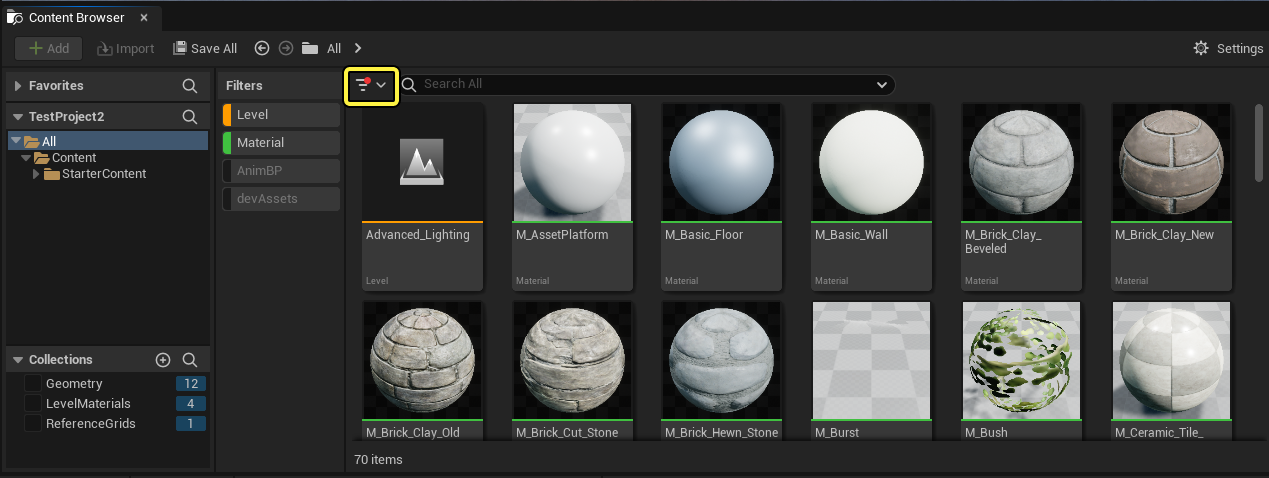 Content Browser
Add
Import
Save All
All
Settings
Favorites
Filters
Search All
Level
Material
AnimBP
devAssets
TestProject2
All
Content
StarterContent
Collections
Geometry 12
LevelMaterials 4
ReferenceGrids 1
Advanced_Lighting
Level
M_AssetPlatform
Material
M_Basic_Floor
Material
M_Basic_Wall
Material
M_Brick_Clay_
Beveled
Material
M_Brick_Clay_New
Material
M_Brick_Clay_Old
M_Brick_Cut_Stone
M_Brick_Hewn_Stone
M_Burst
M_Bush
M_Ceramic_Tile_
70 items